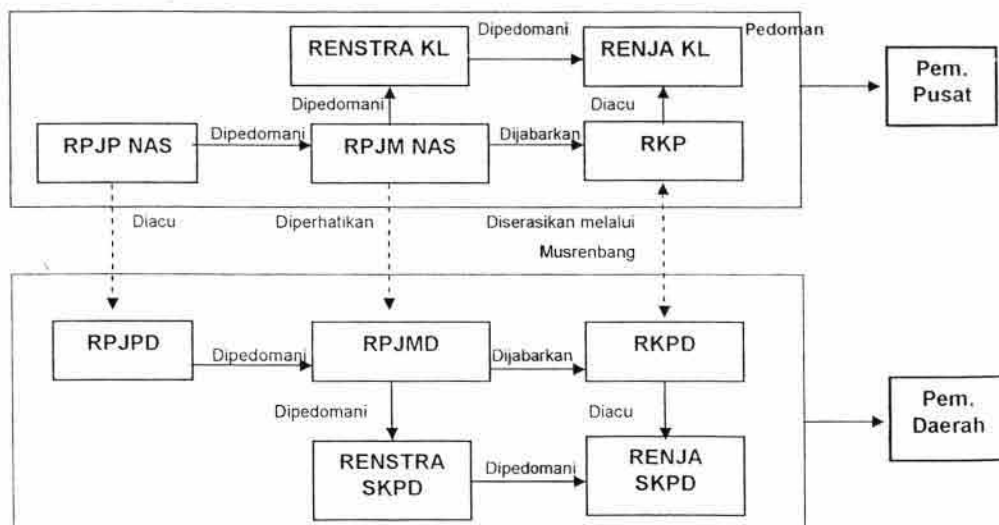 Dipedomani
Pedoman
RENSTRA KL
RENJA KL
Pem.
Pusat
Dipedomani
Diacu
RPJP NAS
Dipedomani
RPJM NAS
Dijabarkan
RKP
Diacu
Diperhatikan
Diserasikan melalui
Musrenbang
RPJPD
Dipedomani
RPJMD
Dijabarkan
RKPD
Pem.
Daerah
Dipedomani
Diacu
RENSTRA
SKPD
Dipedomani
RENJA
SKPD